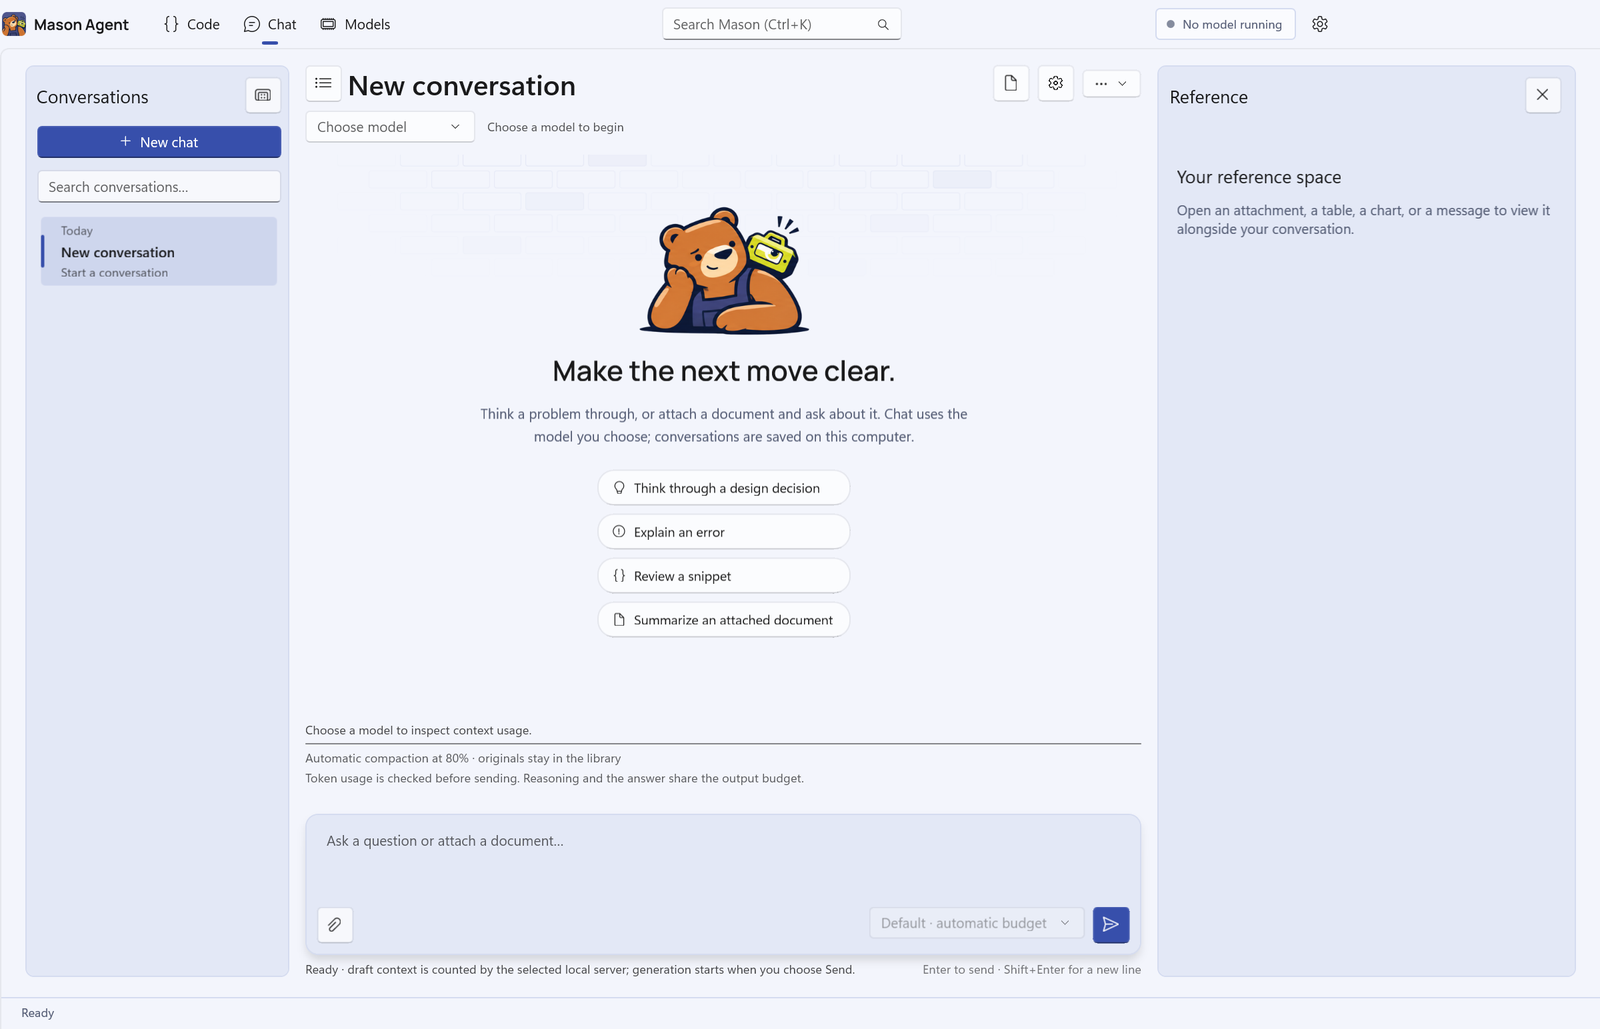 Mason Agent
{ } Code
Chat
Models
Search Mason (Ctrl+K)
No model running
Conversations
+ New chat
Search conversations...
Today
New conversation
Start a conversation
New conversation
Choose model
Choose a model to begin
Make the next move clear.
Think a problem through, or attach a document and ask about it. Chat uses the
model you choose; conversations are saved on this computer.
Think through a design decision
Explain an error
{ } Review a snippet
Summarize an attached document
Choose a model to inspect context usage.
Automatic compaction at 80% · originals stay in the library
Token usage is checked before sending. Reasoning and the answer share the output budget.
Ask a question or attach a document...
Default · automatic budget
Ready · draft context is counted by the selected local server; generation starts when you choose Send.
Enter to send · Shift+Enter for a new line
Reference
Your reference space
Open an attachment, a table, a chart, or a message to view it
alongside your conversation.
Ready